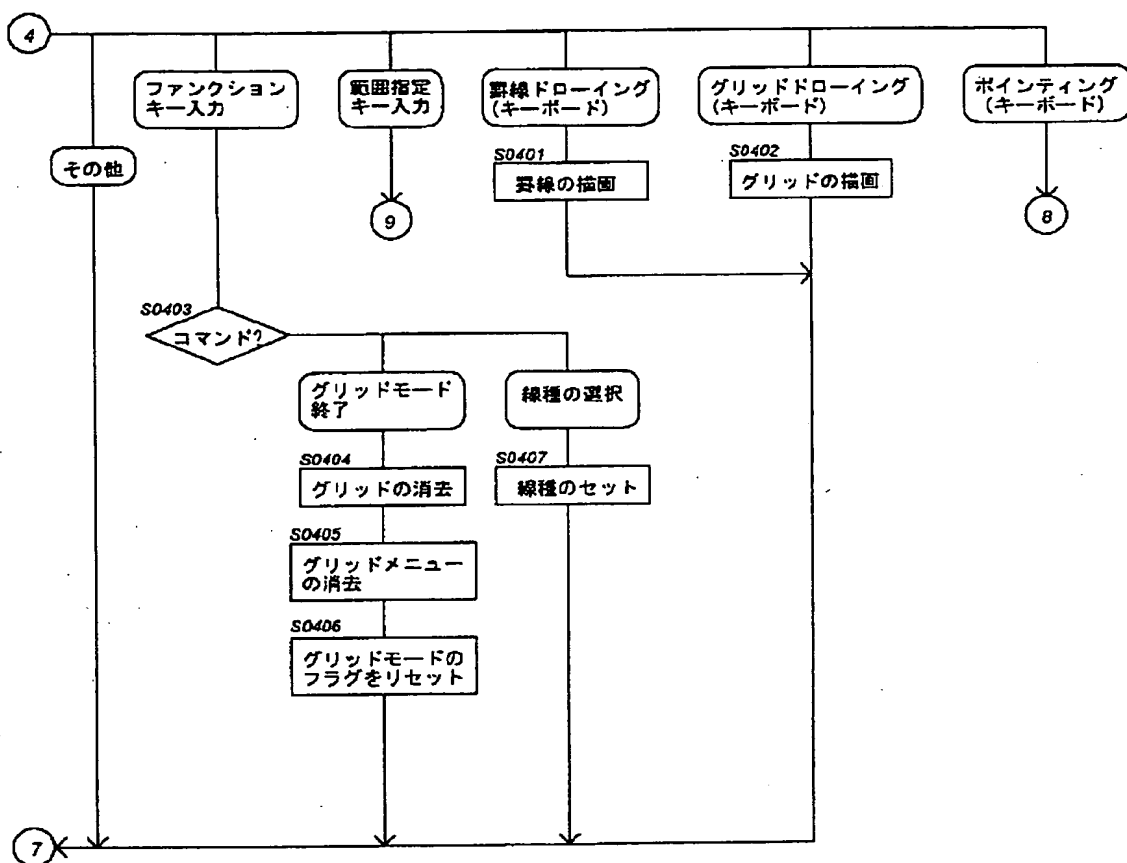 4
ファンクション
キー入力
範囲指定
キー入力
罫線ドローイング
(キーボード)
グリッドドローイング
(キーボード)
ポインティング
(キーボード)
その他
S0401
罫線の描画
S0402
グリッドの描画
9
8
S0403
コマンド?
グリッドモード
終了
線種の選択
S0404
グリッドの消去
S0407
線種のセット
S0405
グリッドメニュー
の消去
S0406
グリッドモードの
フラグをリセット
7